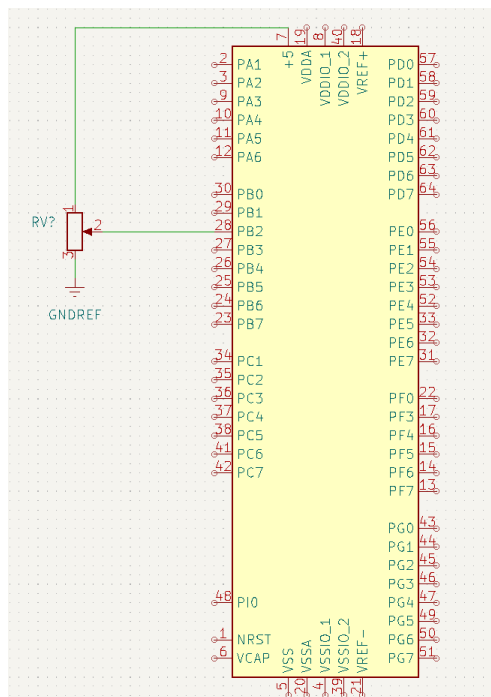 7 19 8 40 18
+5 VDDA VDDIO_1 VDDIO_2 VREF+
2 PA1 PD0 57
3 PA2 PD1 58
9 PA3 PD2 59
10 PA4 PD3 60
11 PA5 PD4 61
12 PA6 PD5 62
PD6 63
30 PB0 PD7 64
1 29 PB1
RV? 2 28 PB2 PE0 56
3 27 PB3 PE1 55
26 PB4 PE2 54
25 PB5 PE3 53
24 PB6 PE4 52
GNDREF
23 PB7 PE5 33
PE6 32
34 PC1 PE7 31
35 PC2
36 PC3 PF0 22
37 PC4 PF3 17
38 PC5 PF4 16
41 PC6 PF5 15
42 PC7 PF6 14
PF7 13
PG0 43
PG1 44
PG2 45
PG3 46
48 PI0 PG4 47
PG5 49
1 NRST PG6 50
6 VCAP PG7 51
VSS VSSA VSSIO_1 VSSIO_2 VREF-
5 20 4 39 21